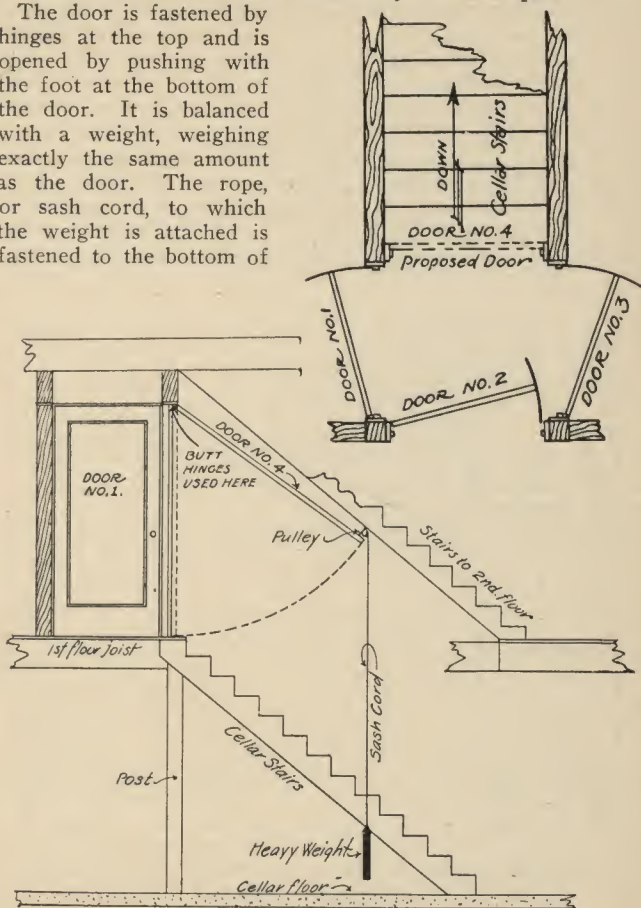 The door is fastened by
hinges at the top and is
opened by pushing with
the foot at the bottom of
the door. It is balanced
with a weight, weighing
exactly the same amount
as the door. The rope,
or sash cord, to which
the weight is attached is
fastened to the bottom of
DOWN
Cellar Stairs
DOOR NO.4
Proposed Door
DOOR NO.1
DOOR NO.2
DOOR NO.3
DOOR
NO.1.
BUTT
HINGES
USED HERE
DOOR NO.4
Pulley
Stairs to 2nd. floor
1st floor joist
Sash Cord
Cellar Stairs
Post
Heavy Weight
Cellar floor